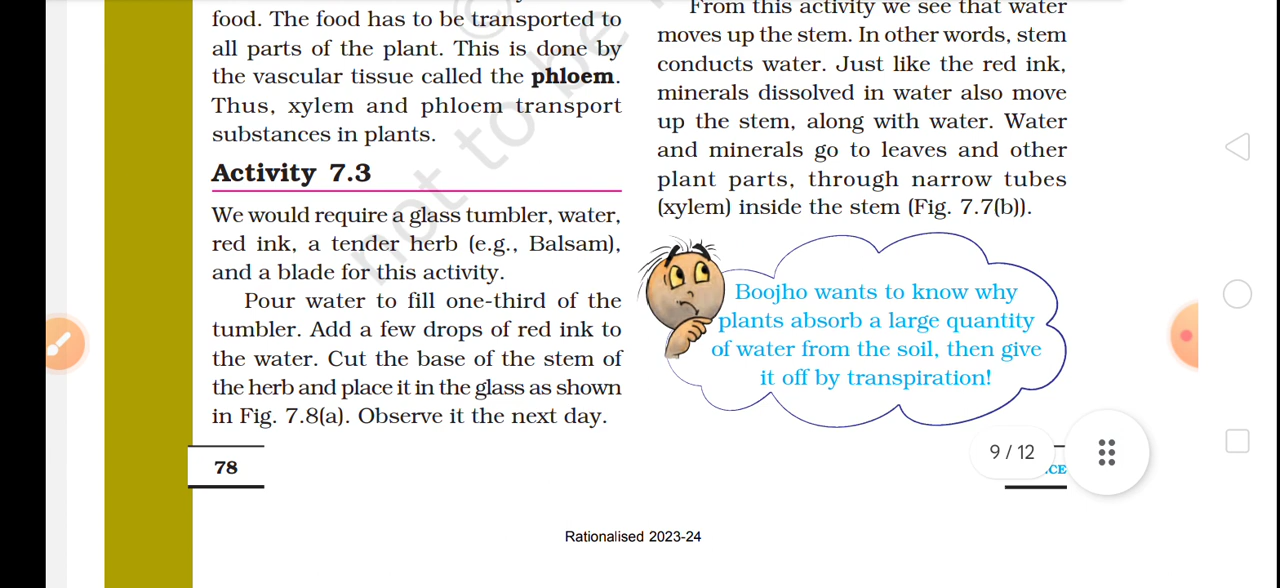 food. The food has to be transported to
all parts of the plant. This is done by
the vascular tissue called the phloem.
Thus, xylem and phloem transport
substances in plants.
Activity 7.3
We would require a glass tumbler, water,
red ink, a tender herb (e.g., Balsam),
and a blade for this activity.
Pour water to fill one-third of the
tumbler. Add a few drops of red ink to
the water. Cut the base of the stem of
the herb and place it in the glass as shown
in Fig. 7.8(a). Observe it the next day.
78
From this activity we see that water
moves up the stem. In other words, stem
conducts water. Just like the red ink,
minerals dissolved in water also move
up the stem, along with water. Water
and minerals go to leaves and other
plant parts, through narrow tubes
(xylem) inside the stem (Fig. 7.7(b)).
Boojho wants to know why
plants absorb a large quantity
of water from the soil, then give
it off by transpiration!
9 / 12
CE
Rationalised 2023-24
© not to be